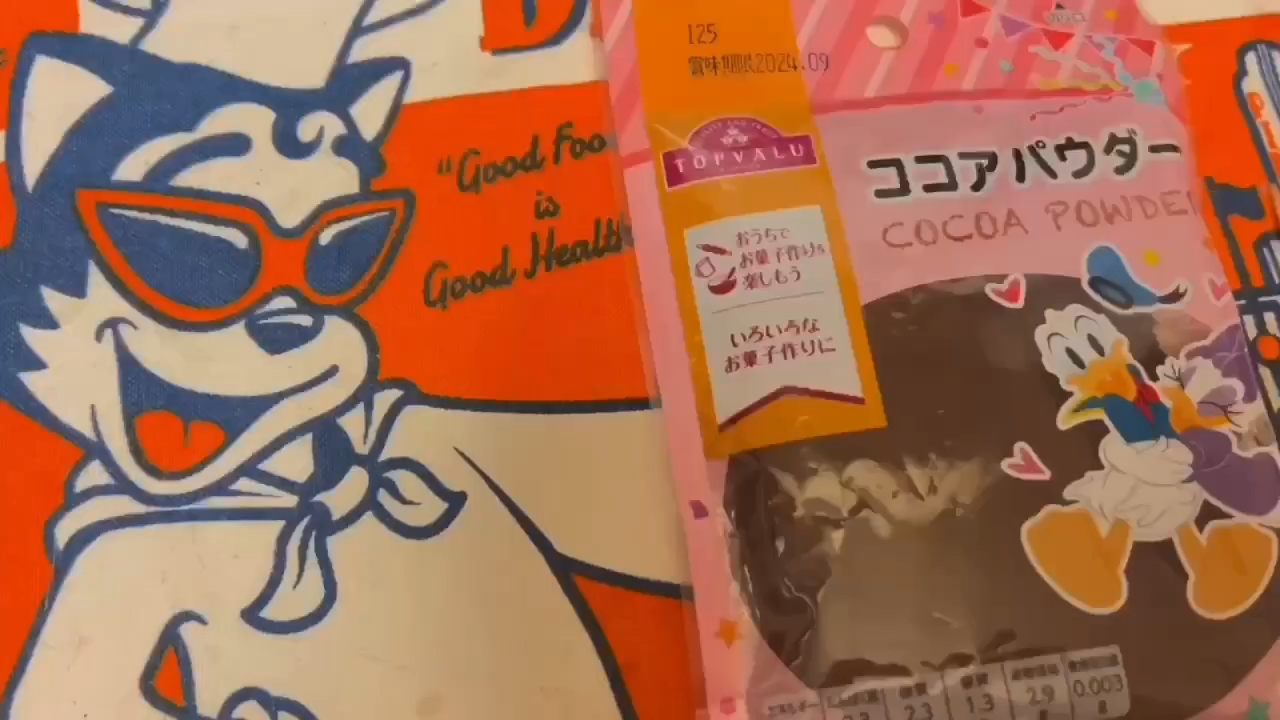 "Good Foo
is
Good Health
125
賞味期限2024.09
TOPVALU
おうちで
お菓子作りを
楽しもう
いろいろな
お菓子作りに
ココアパウダー
COCOA POWDER
2.3
1.3
2.9
0.003
g